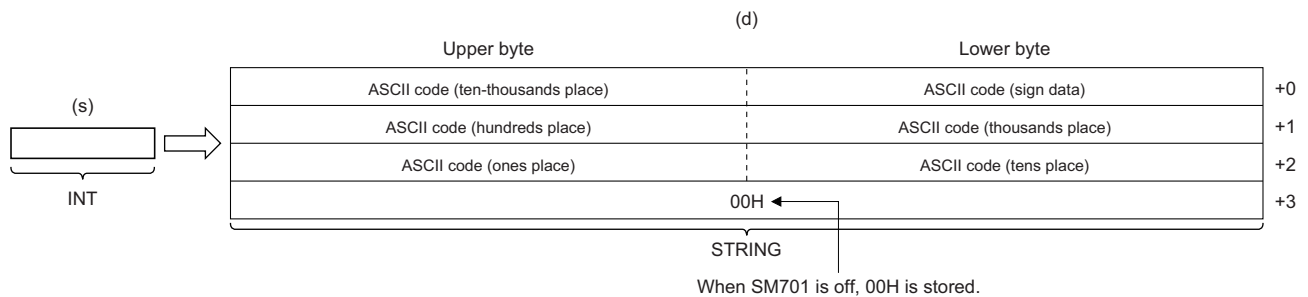 (d)
Upper byte Lower byte
(s)
ASCII code (ten-thousands place) ASCII code (sign data) +0
ASCII code (hundreds place) ASCII code (thousands place) +1
ASCII code (ones place) ASCII code (tens place) +2
INT
00H +3
STRING
When SM701 is off, 00H is stored.